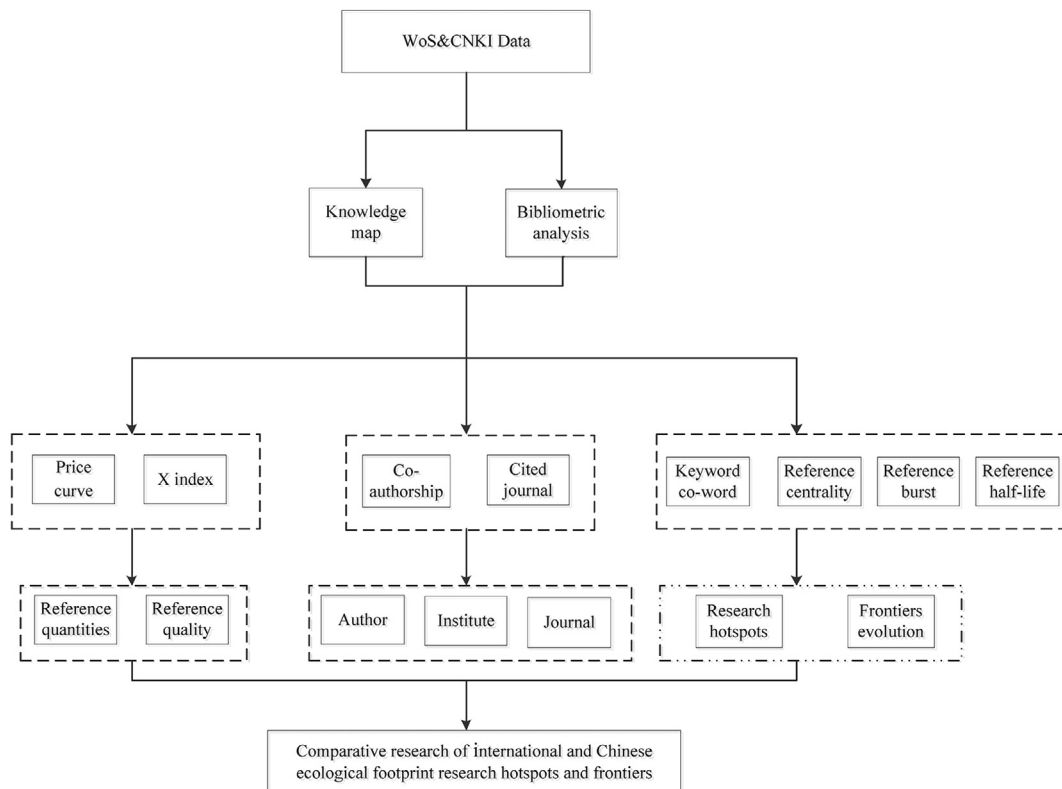 WoS&CNKI Data
Knowledge
map
Bibliometric
analysis
Price
curve
X index
Co-
authorship
Cited
journal
Keyword
co-word
Reference
centrality
Reference
burst
Reference
half-life
Reference
quantities
Reference
quality
Author
Institute
Journal
Research
hotspots
Frontiers
evolution
Comparative research of international and Chinese
ecological footprint research hotspots and frontiers